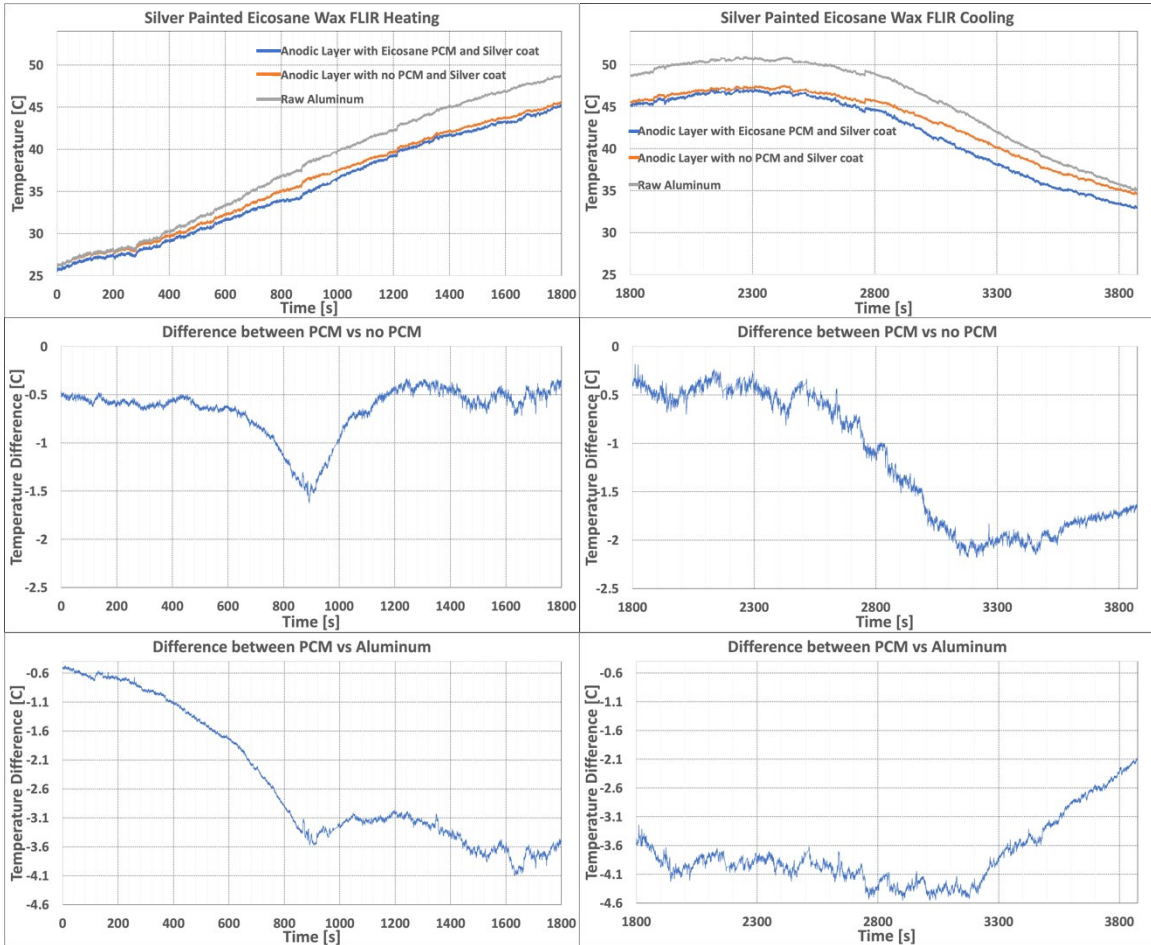 Silver Painted Eicosane Wax FLIR Heating
Temperature [C]
50
45
40
35
30
25
Anodic Layer with Eicosane PCM and Silver coat
Anodic Layer with no PCM and Silver coat
Raw Aluminum
0 200 400 600 800 1000 1200 1400 1600 1800
Time [s]
Silver Painted Eicosane Wax FLIR Cooling
Temperature [C]
50
45
40
35
30
25
Anodic Layer with Eicosane PCM and Silver coat
Anodic Layer with no PCM and Silver coat
Raw Aluminum
1800 2300 2800 3300 3800
Time [s]
Difference between PCM vs no PCM
Temperature Difference [C]
0
-0.5
-1
-1.5
-2
-2.5
0 200 400 600 800 1000 1200 1400 1600 1800
Time [s]
Difference between PCM vs no PCM
Temperature Difference [C]
0
-0.5
-1
-1.5
-2
-2.5
1800 2300 2800 3300 3800
Time [s]
Difference between PCM vs Aluminum
Temperature Difference [C]
-0.6
-1.1
-1.6
-2.1
-2.6
-3.1
-3.6
-4.1
-4.6
0 200 400 600 800 1000 1200 1400 1600 1800
Time [s]
Difference between PCM vs Aluminum
Temperature Difference [C]
-0.6
-1.1
-1.6
-2.1
-2.6
-3.1
-3.6
-4.1
-4.6
1800 2300 2800 3300 3800
Time [s]